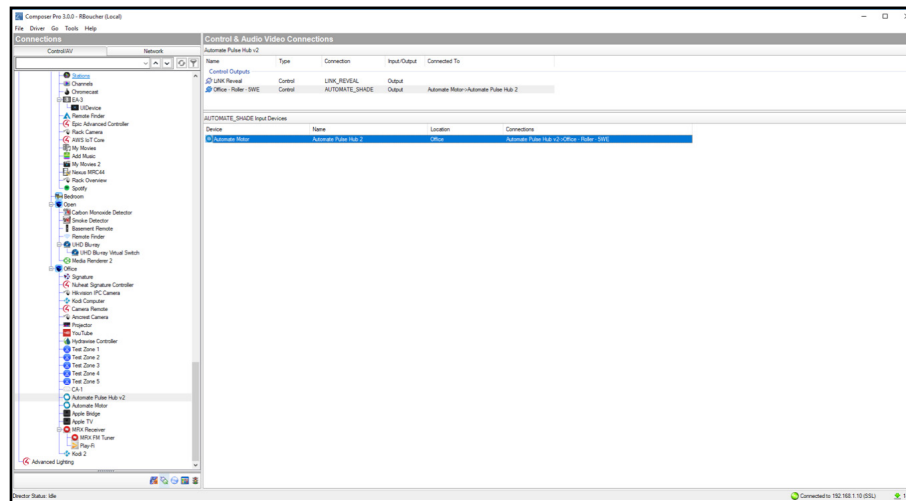 Composer Pro 3.0.0 - RBoucher (Local)
File Driver Go Tools Help
Connections
Control/AV
Network
Stations
Channels
Chromecast
EA-3
UIDevice
Remote Finder
Epic Advanced Controller
Rack Camera
AWS IoT Core
My Movies
Add Music
My Movies 2
Nexus MRC44
Rack Overview
Spotify
Bedroom
Open
Carbon Monoxide Detector
Smoke Detector
Basement Remote
Remote Finder
UHD Blu-ray
UHD Blu-ray Virtual Switch
Media Renderer 2
Office
Signature
Nuheat Signature Controller
Hikvision IPC Camera
Kodi Computer
Camera Remote
Amcrest Camera
Projector
YouTube
Hydrawise Controller
Test Zone 1
Test Zone 2
Test Zone 3
Test Zone 4
Test Zone 5
CA-1
Automate Pulse Hub v2
Automate Motor
Apple Bridge
Apple TV
MRX Receiver
MRX FM Tuner
Play-Fi
Kodi 2
Advanced Lighting
Control & Audio Video Connections
Automate Pulse Hub v2
Name Type Connection Input/Output Connected To
Control Outputs
LINK Reveal Control LINK_REVEAL Output
Office - Roller - SWE Control AUTOMATE_SHADE Output Automate Motor->Automate Pulse Hub 2
AUTOMATE_SHADE Input Devices
Device Name Location Connections
Automate Motor Automate Pulse Hub 2 Office Automate Pulse Hub v2->Office - Roller - SWE
Director Status: Idle
Connected to 192.168.1.10 (SSL)